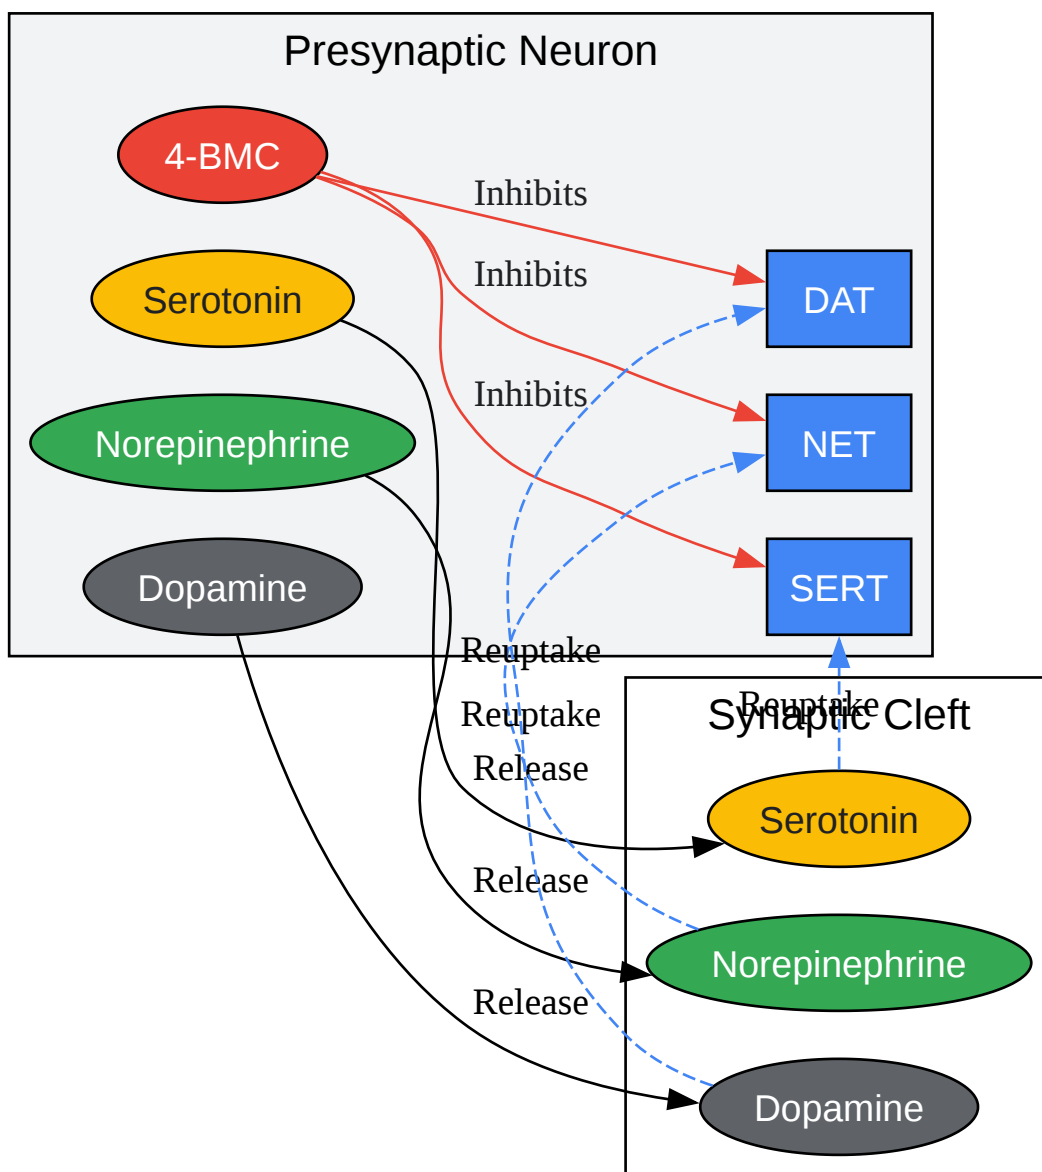 Presynaptic Neuron
4-BMC
Inhibits
Serotonin
Inhibits
DAT
Inhibits
Norepinephrine
NET
Dopamine
SERT
Reuptake
Reuptake
Reuptake
Synaptic Cleft
Release
Serotonin
Release
Norepinephrine
Release
Dopamine